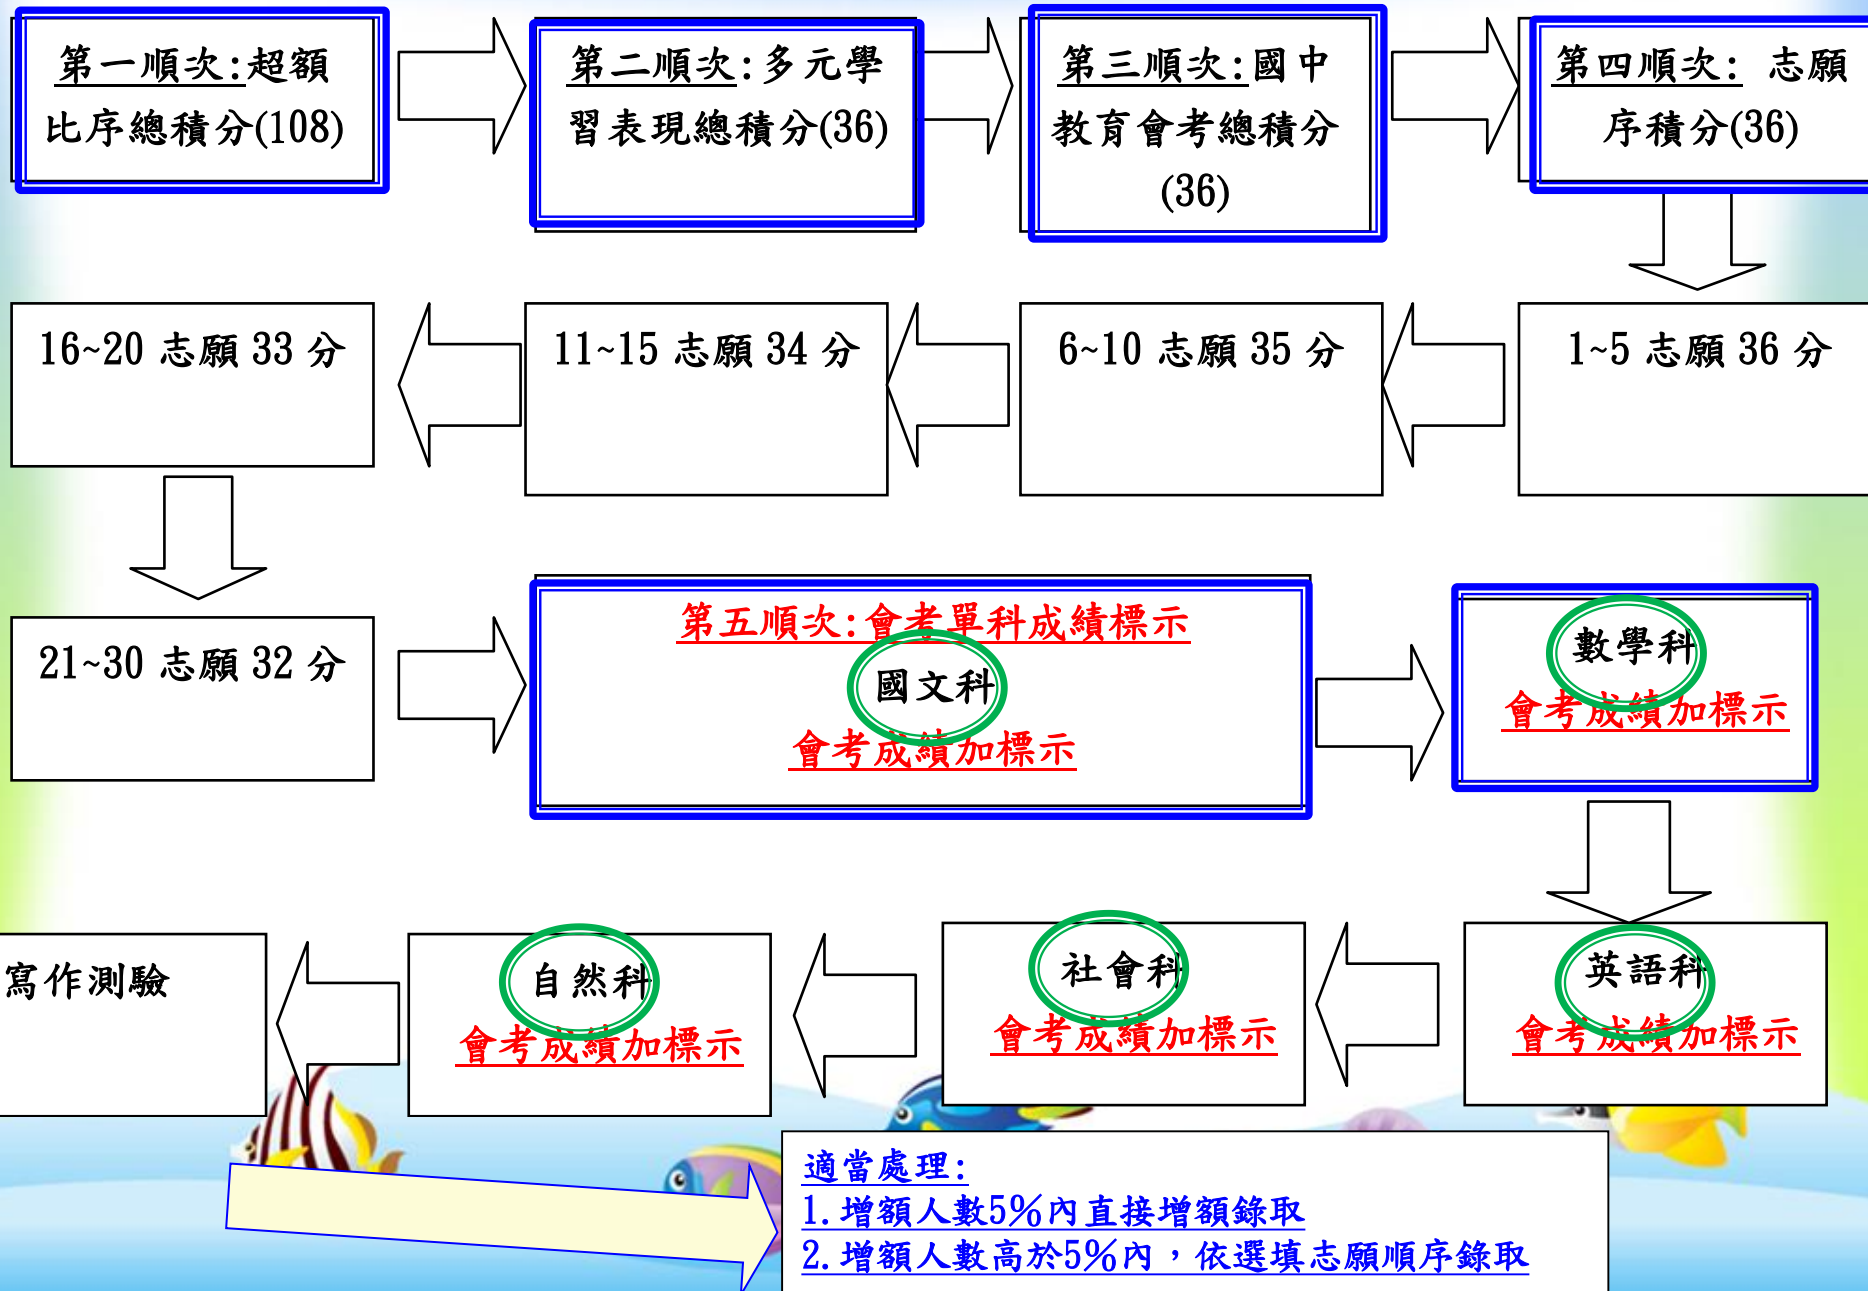 第一順次:超額
比序總積分(108)
第二順次:多元學
習表現總積分(36)
第三順次:國中
教育會考總積分
(36)
第四順次: 志願
序積分(36)
1~5 志願 36 分
6~10 志願 35 分
11~15 志願 34 分
16~20 志願 33 分
21~30 志願 32 分
第五順次:會考單科成績標示
國文科
會考成績加標示
數學科
會考成績加標示
英語科
會考成績加標示
社會科
會考成績加標示
自然科
會考成績加標示
寫作測驗
適當處理:
1.增額人數5%內直接增額錄取
2.增額人數高於5%內，依選填志願順序錄取